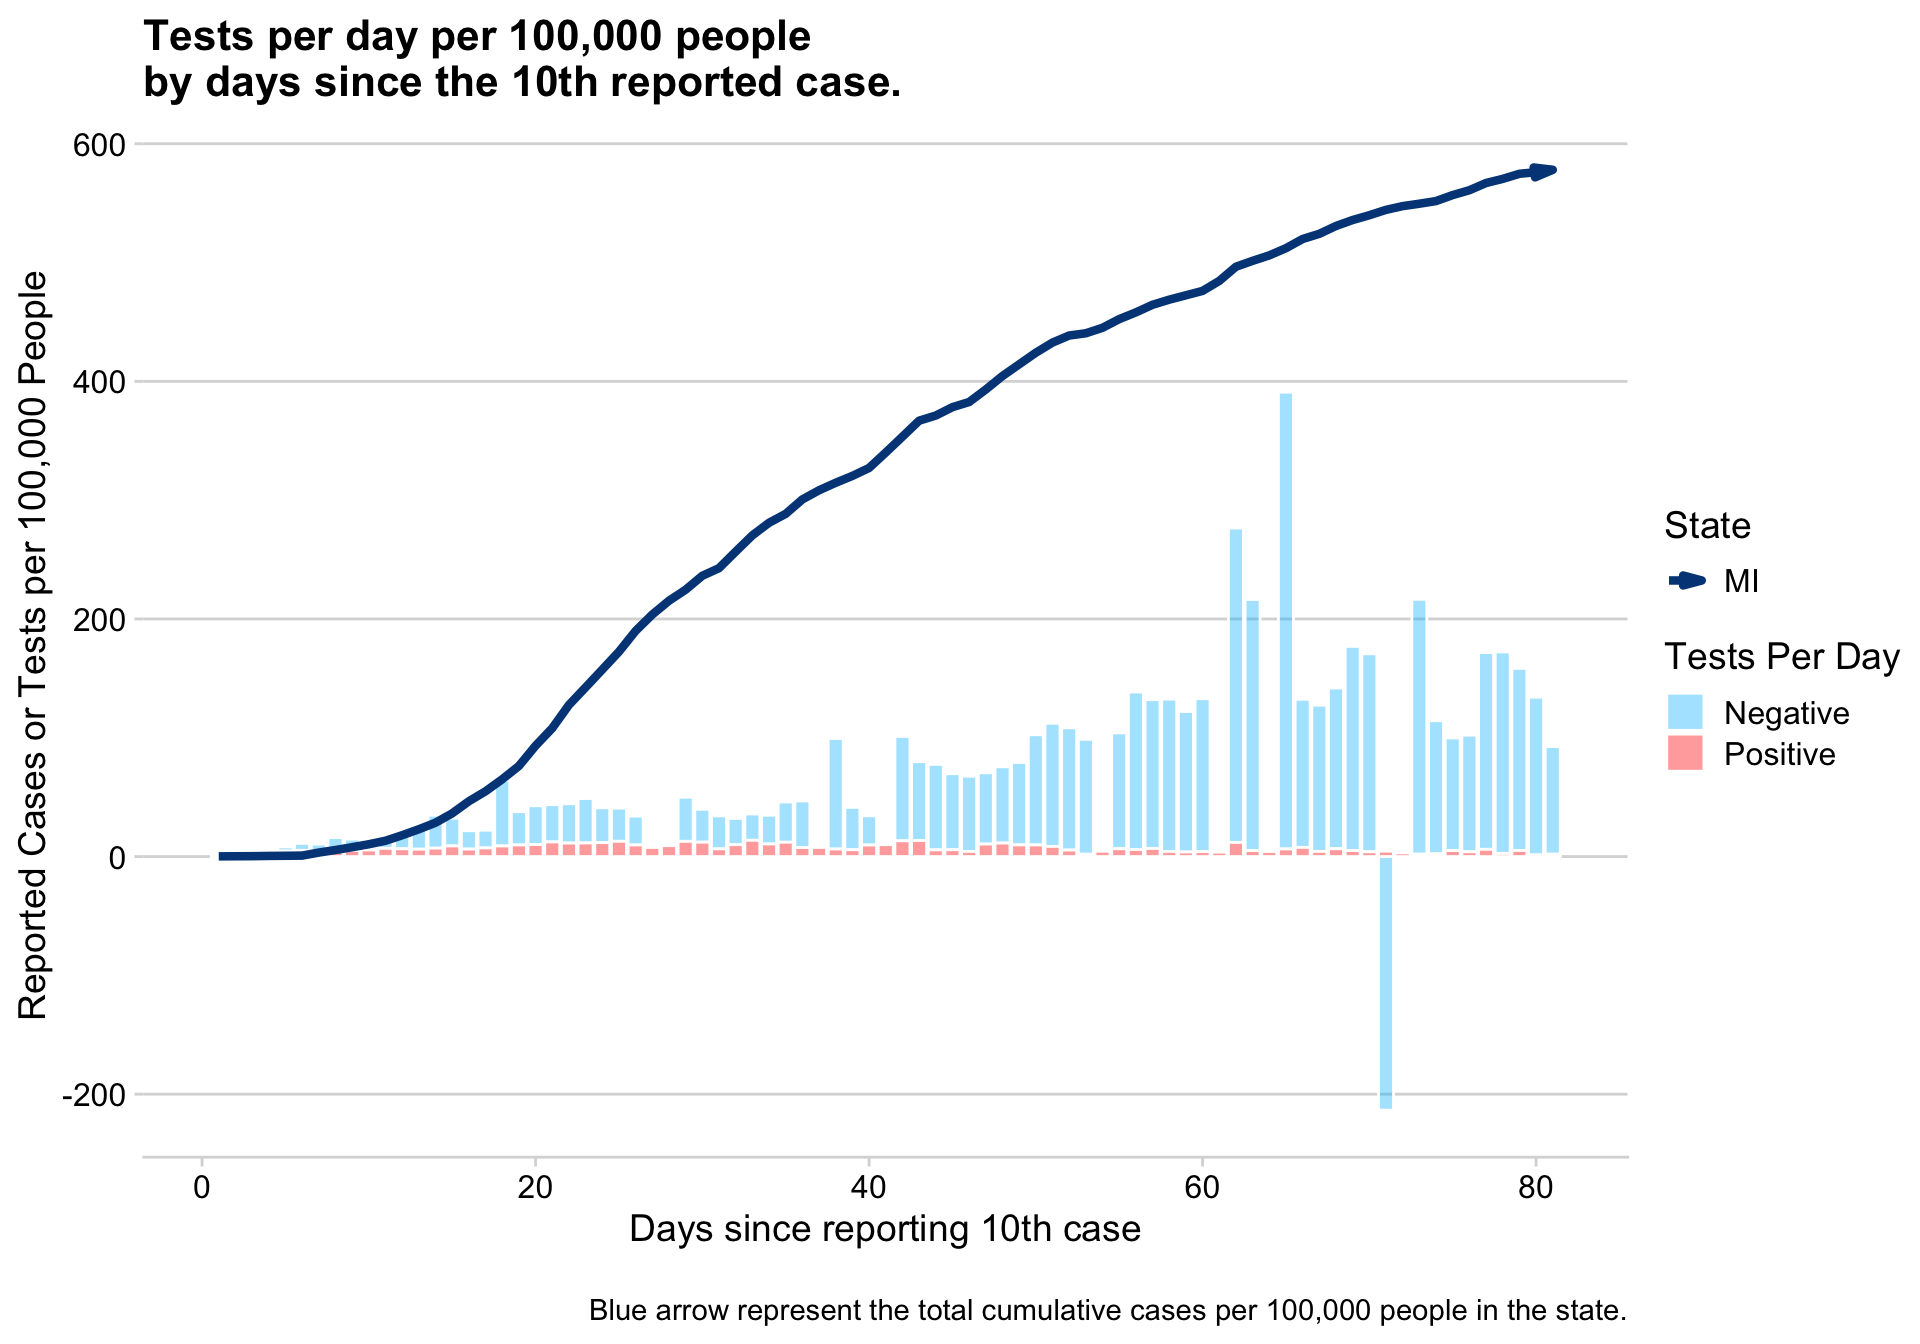 Tests per day per 100,000 people
by days since the 10th reported case.
Reported Cases or Tests per 100,000 People
600
400
200
0
-200
0
20
40
60
80
Days since reporting 10th case
State
MI
Tests Per Day
Negative
Positive
Blue arrow represent the total cumulative cases per 100,000 people in the state.